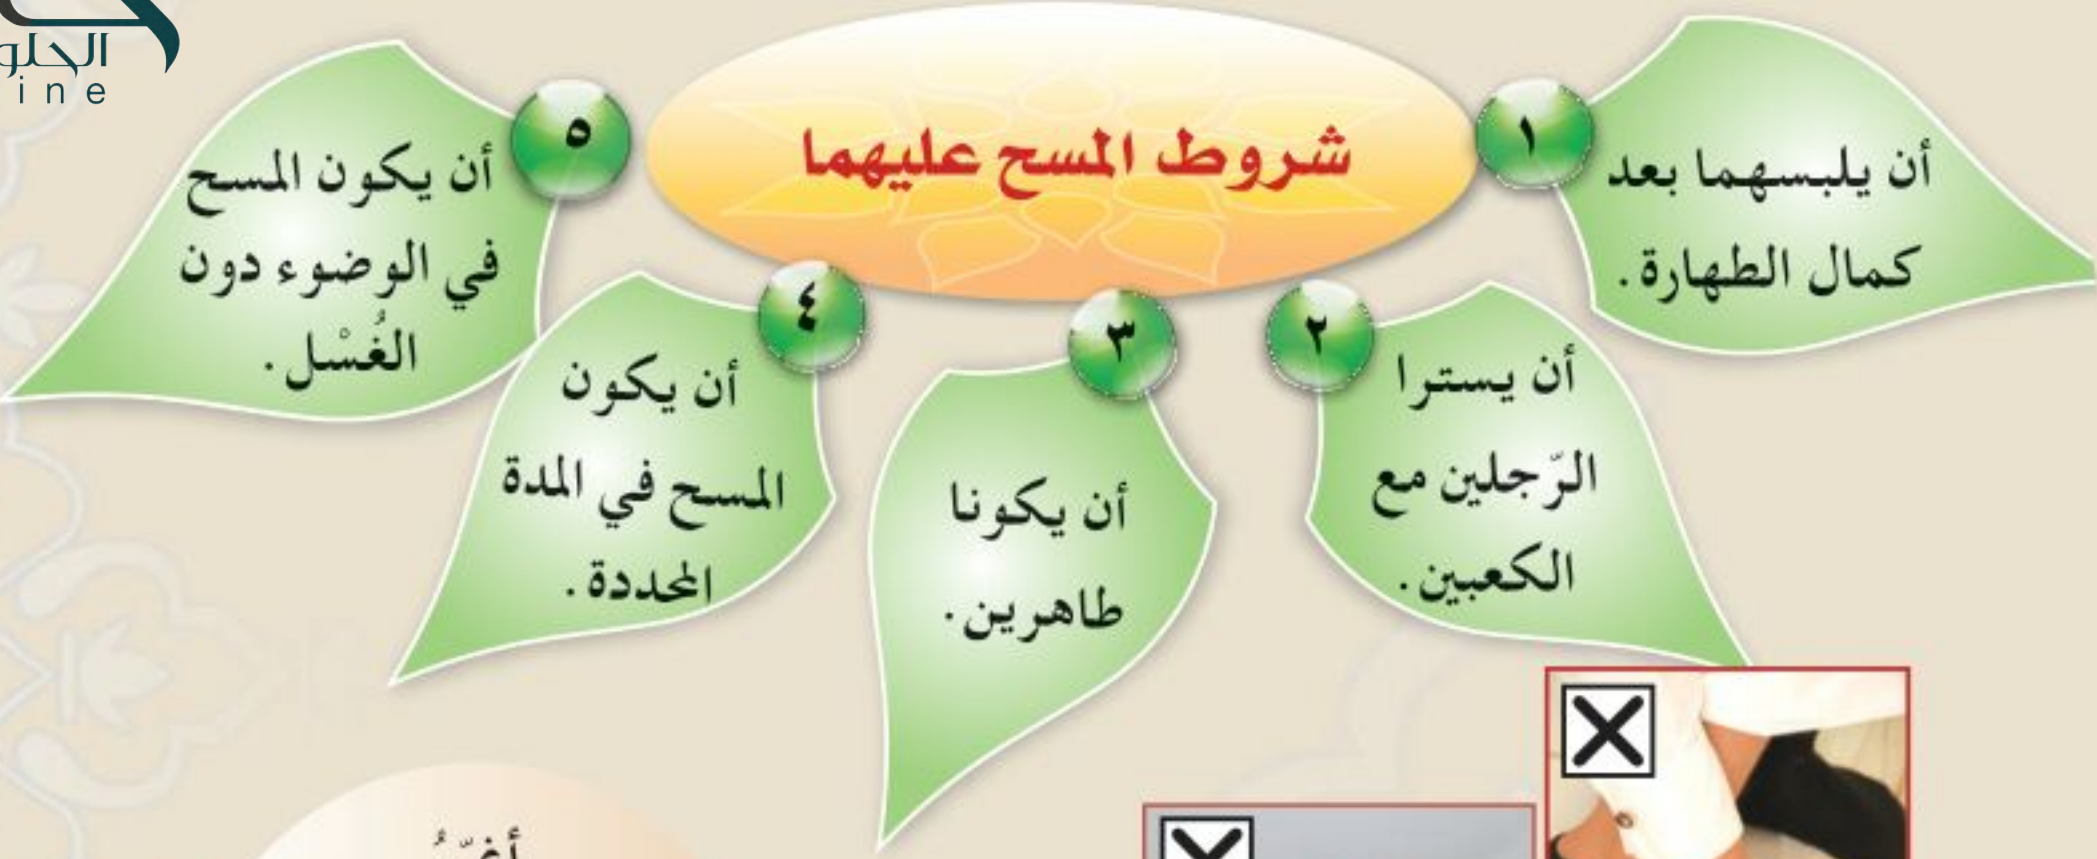 شروط المسح عليهما
١
أن يلبسهما بعد
كمال الطهارة.
٢
أن يسترا
الرّجلين مع
الكعبين.
٣
أن يكونا
طاهرين.
٤
أن يكون
المسح في المدة
المحددة.
٥
أن يكون المسح
في الوضوء دون
الغُسْل.
ine